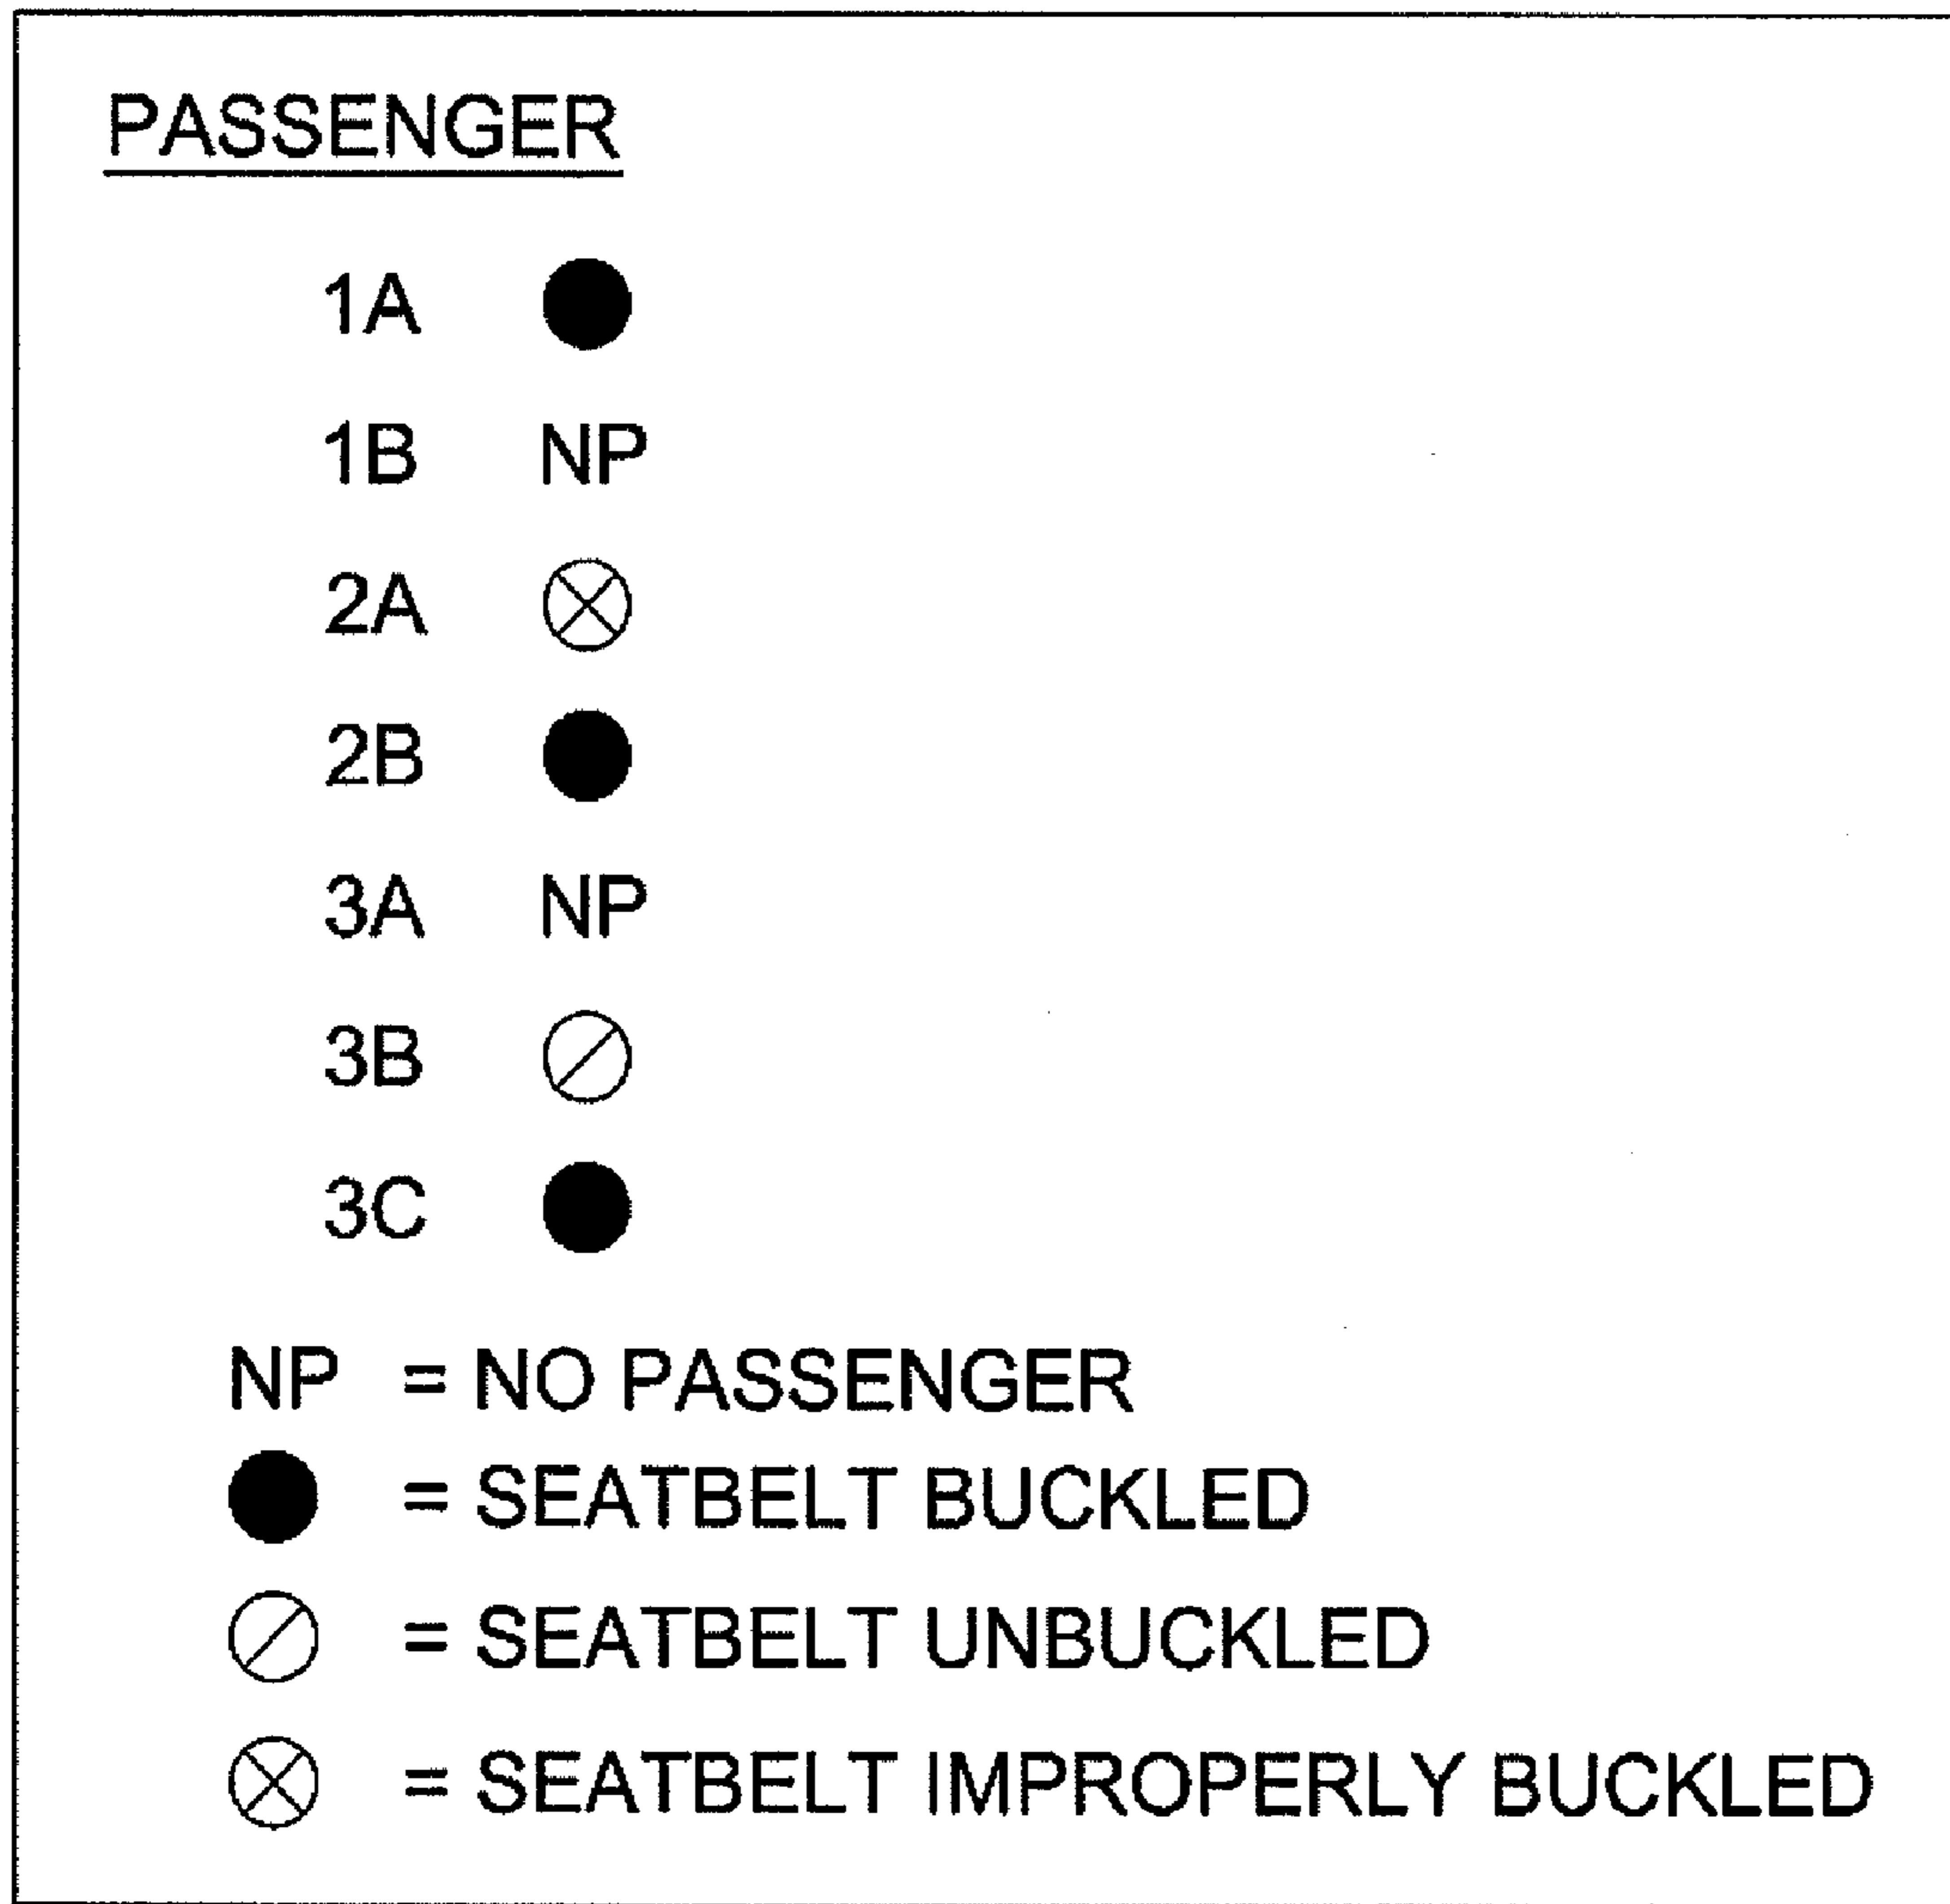 PASSENGER
1A
1B NP
2A
2B
3A NP
3B
3C
NP = NO PASSENGER
= SEATBELT BUCKLED
= SEATBELT UNBUCKLED
= SEATBELT IMPROPERLY BUCKLED